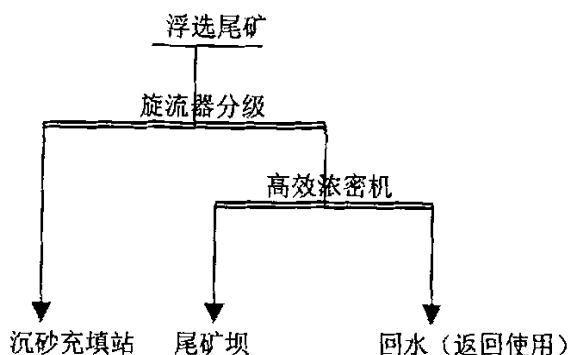 浮选尾矿
旋流器分级
高效浓密机
沉砂充填站
尾矿坝
回水（返回使用）